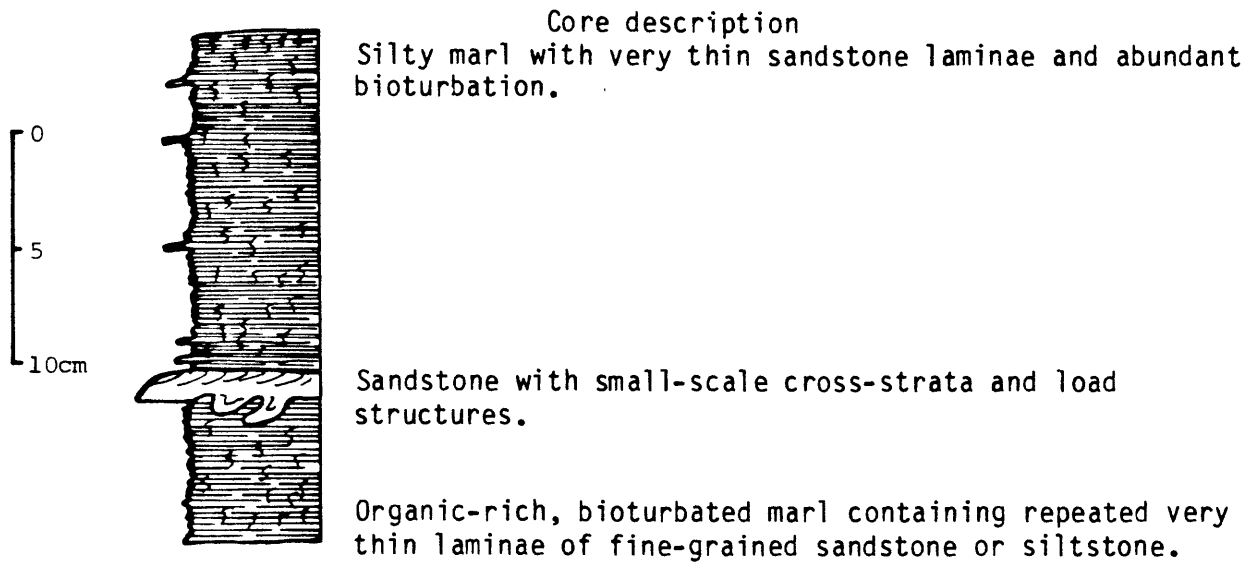 Core description
Silty marl with very thin sandstone laminae and abundant
bioturbation.
0
5
10cm
Sandstone with small-scale cross-strata and load
structures.
Organic-rich, bioturbated marl containing repeated very
thin laminae of fine-grained sandstone or siltstone.